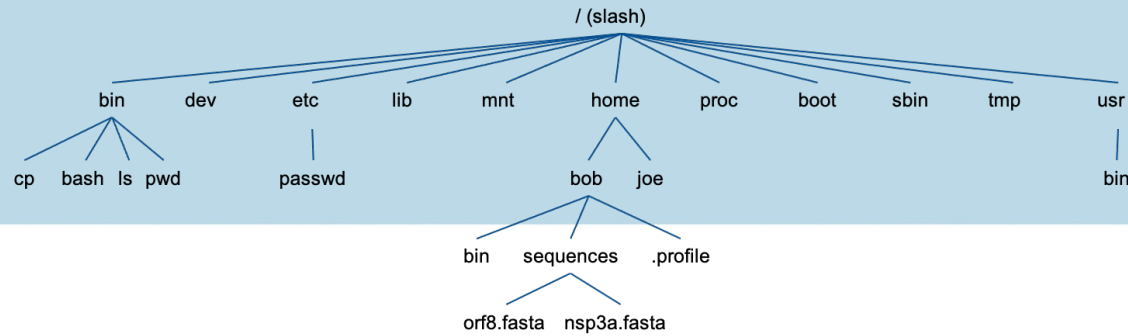 / (slash)
bin dev etc lib mnt home proc boot sbin tmp usr
cp bash ls pwd passwd bob joe bin
bin sequences .profile
orf8.fasta nsp3a.fasta